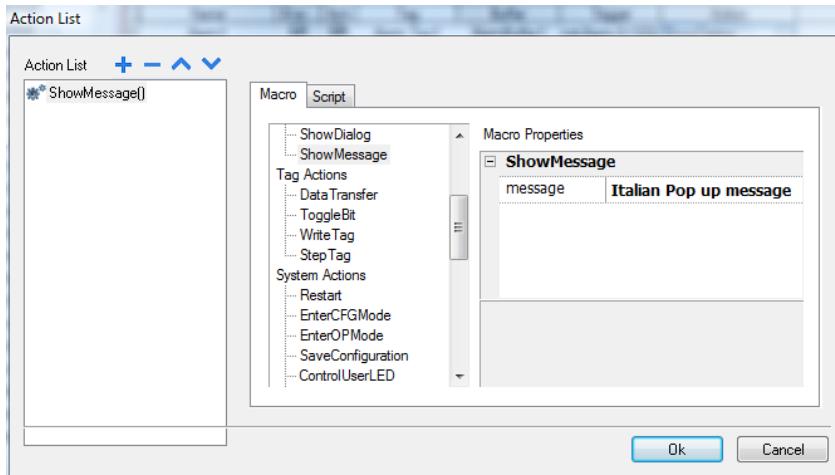 Action List
Action List
ShowMessage()
Macro Script
ShowDialog
ShowMessage
Tag Actions
DataTransfer
ToggleBit
WriteTag
StepTag
System Actions
Restart
EnterCFGMode
EnterOPMode
SaveConfiguration
ControlUserLED
Macro Properties
ShowMessage
message Italian Pop up message
Ok Cancel